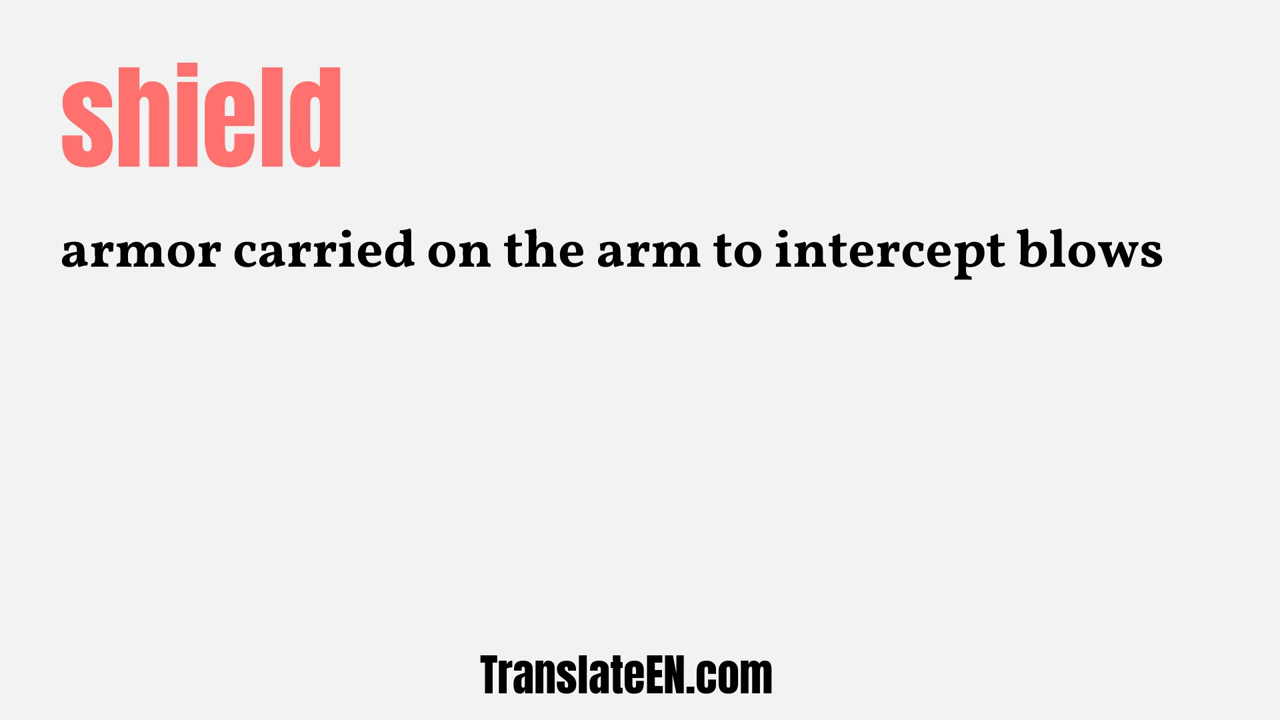 shield
armor carried on the arm to intercept blows
TranslateEN.com